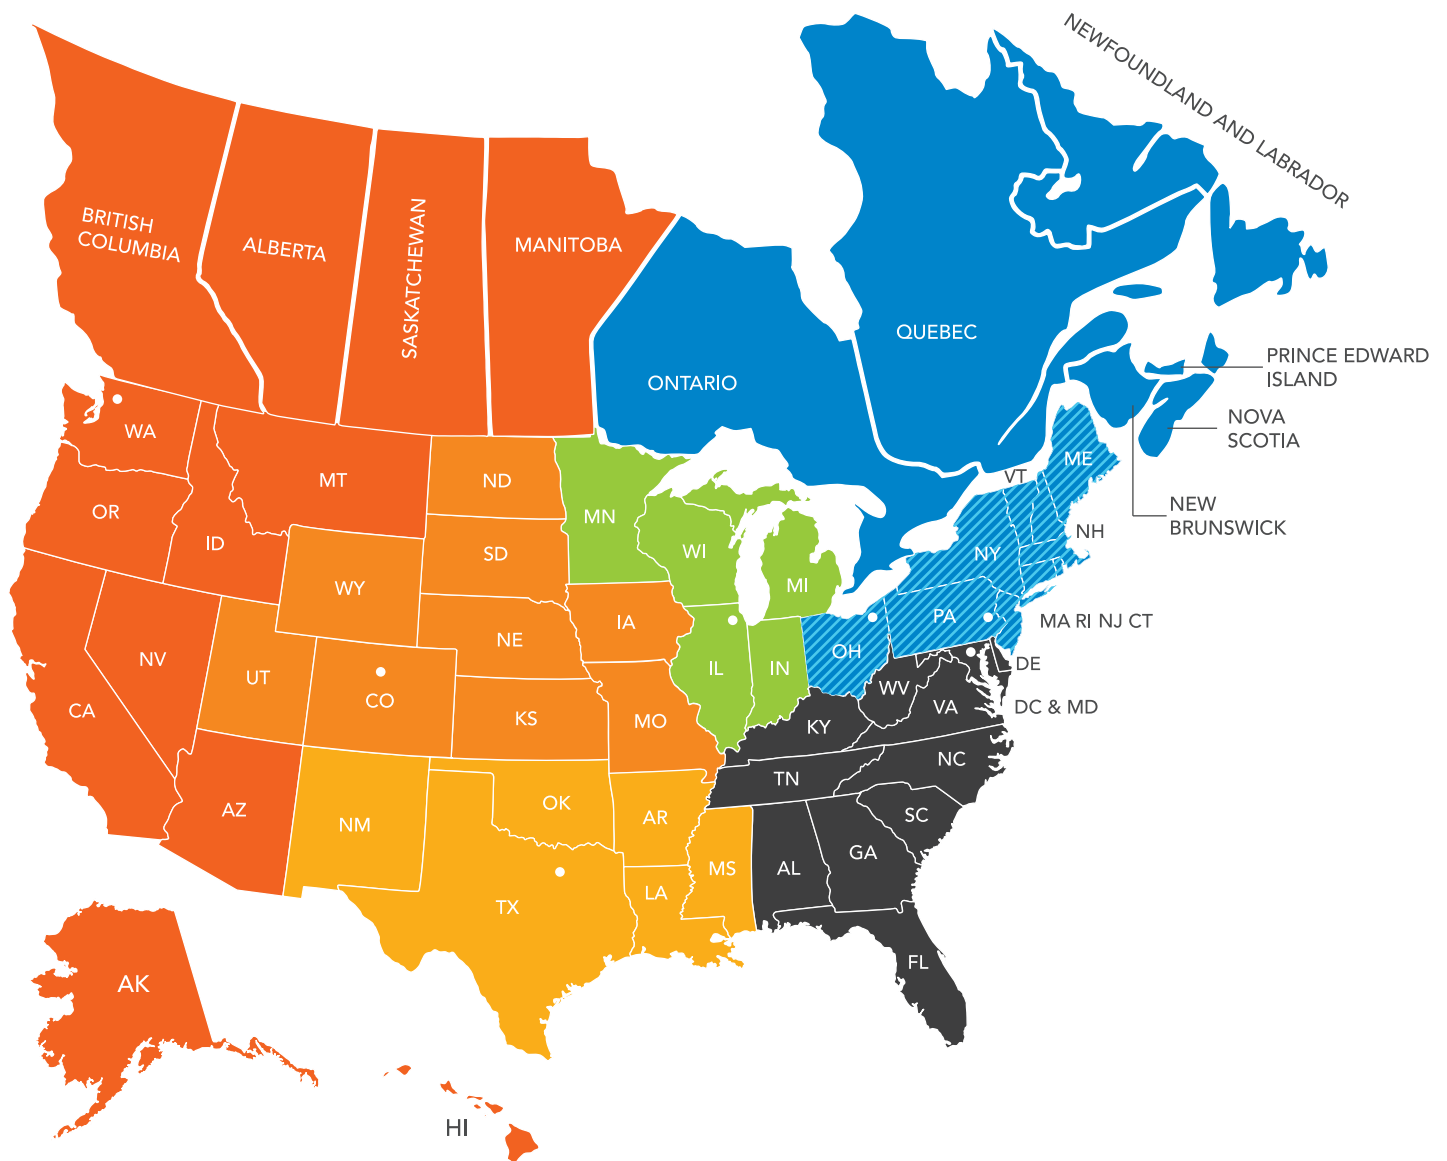 NEWFOUNDLAND AND LABRADOR
BRITISH
COLUMBIA
ALBERTA
SASKATCHEWAN
MANITOBA
QUEBEC
ONTARIO
PRINCE EDWARD
ISLAND
NOVA
SCOTIA
NEW
BRUNSWICK
WA
MT
ND
MN
OR
ID
SD
WI
MI
VT
ME
NH
NY
WY
NE
IA
PA
MA RI NJ CT
NV
UT
CO
KS
MO
IL
IN
OH
WV
VA
DE
DC & MD
CA
KY
AZ
NM
OK
AR
TN
NC
SC
TX
LA
MS
AL
GA
FL
AK
HI